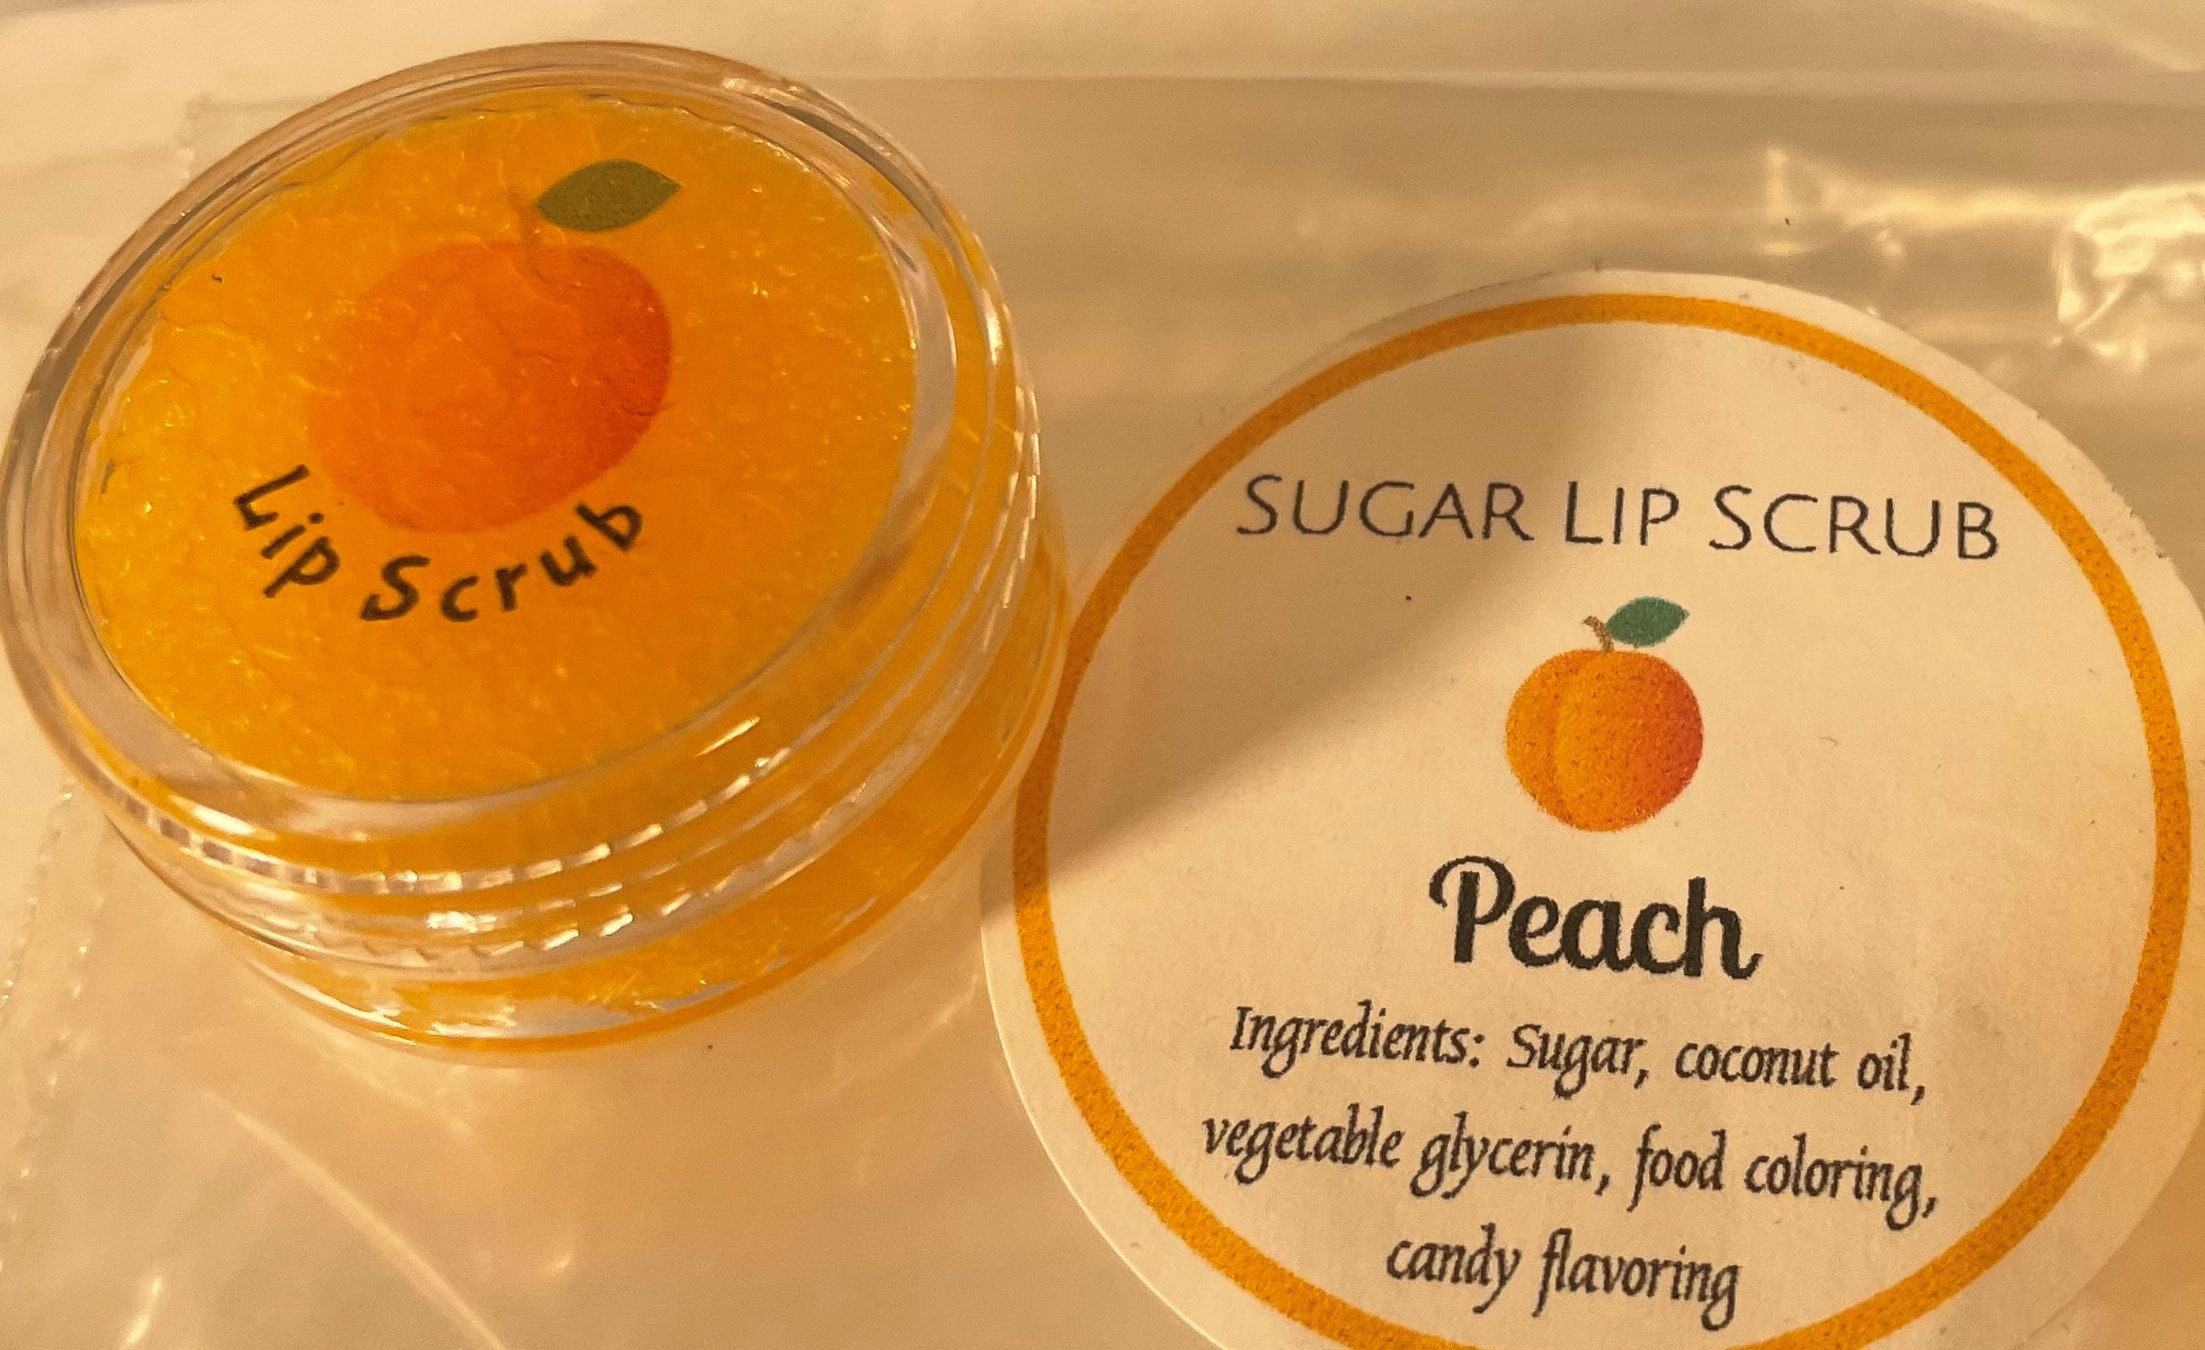 Lip Scrub
SUGAR LIP SCRUB
Peach
Ingredients: Sugar, coconut oil,
vegetable glycerin, food coloring,
candy flavoring